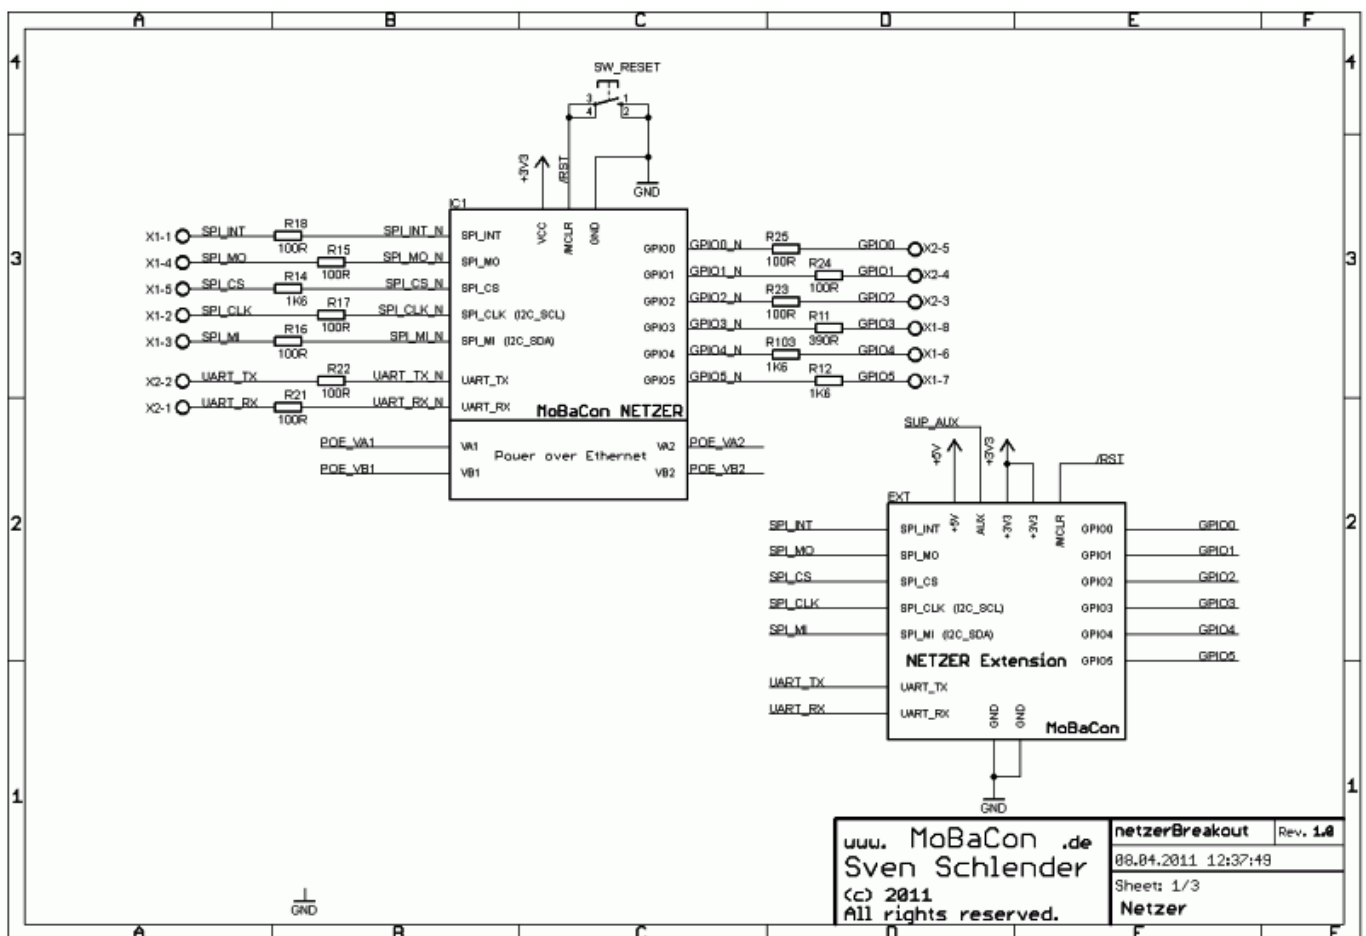 A B C D E F
4 4
SW_RESET
3 1
4 2
+3V3 /RST
GND
IC1
VCC /MCLR GND
X1-1 SPI_INT R18 100R SPI_INT_N SPI_INT
X1-4 SPI_MO R15 100R SPI_MO_N SPI_MO
X1-5 SPI_CS R14 1K6 SPI_CS_N SPI_CS
X1-2 SPI_CLK R17 100R SPI_CLK_N SPI_CLK (I2C_SCL)
X1-3 SPI_MI R16 100R SPI_MI_N SPI_MI (I2C_SDA)
X2-2 UART_TX R22 100R UART_TX_N UART_TX
X2-1 UART_RX R21 100R UART_RX_N UART_RX
3 3
GPIO0 GPIO0_N R25 100R GPIO0 X2-5
GPIO1 GPIO1_N R24 100R GPIO1 X2-4
GPIO2 GPIO2_N R23 100R GPIO2 X2-3
GPIO3 GPIO3_N R11 390R GPIO3 X1-8
GPIO4 GPIO4_N R103 1K6 GPIO4 X1-6
GPIO5 GPIO5_N R12 1K6 GPIO5 X1-7
MoBaCon NETZER
POE_VA1 VA1 VA2 POE_VA2
Power over Ethernet
POE_VB1 VB1 VB2 POE_VB2
2 2
SUP_AUX
+5V +3V3 /RST
EXT
+5V AUX +3V3 +3V3 /MCLR
SPI_INT SPI_INT GPIO0 GPIO0
SPI_MO SPI_MO GPIO1 GPIO1
SPI_CS SPI_CS GPIO2 GPIO2
SPI_CLK SPI_CLK (I2C_SCL) GPIO3 GPIO3
SPI_MI SPI_MI (I2C_SDA) GPIO4 GPIO4
NETZER Extension GPIO5 GPIO5
UART_TX UART_TX
UART_RX UART_RX
GND GND
MoBaCon
GND
1 1
www. MoBaCon .de
Sven Schlender
(c) 2011
All rights reserved.
netzerBreakout Rev. 1.0
08.04.2011 12:37:49
Sheet: 1/3
Netzer
GND
A B C D E F